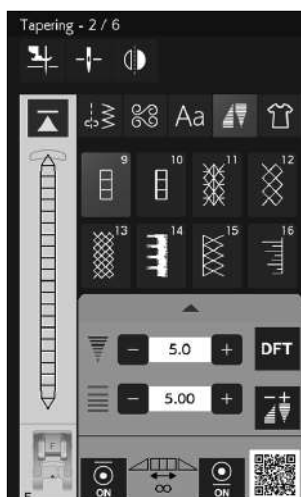 Tapering - 2 / 6
Aa
9 10 11 12
13 14 15 16
5.0 DFT
5.00
F
ON ON